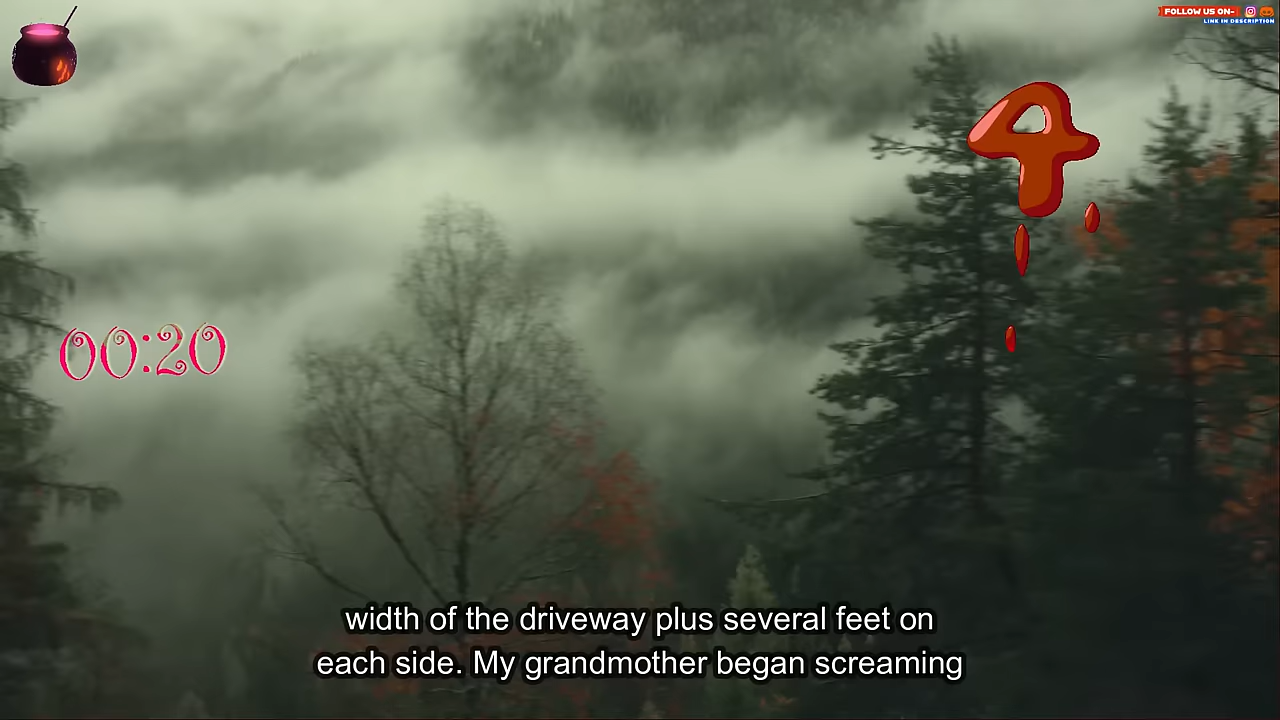 FOLLOW US ON-
LINK IN DESCRIPTION
4
00:20
width of the driveway plus several feet on
each side. My grandmother began screaming